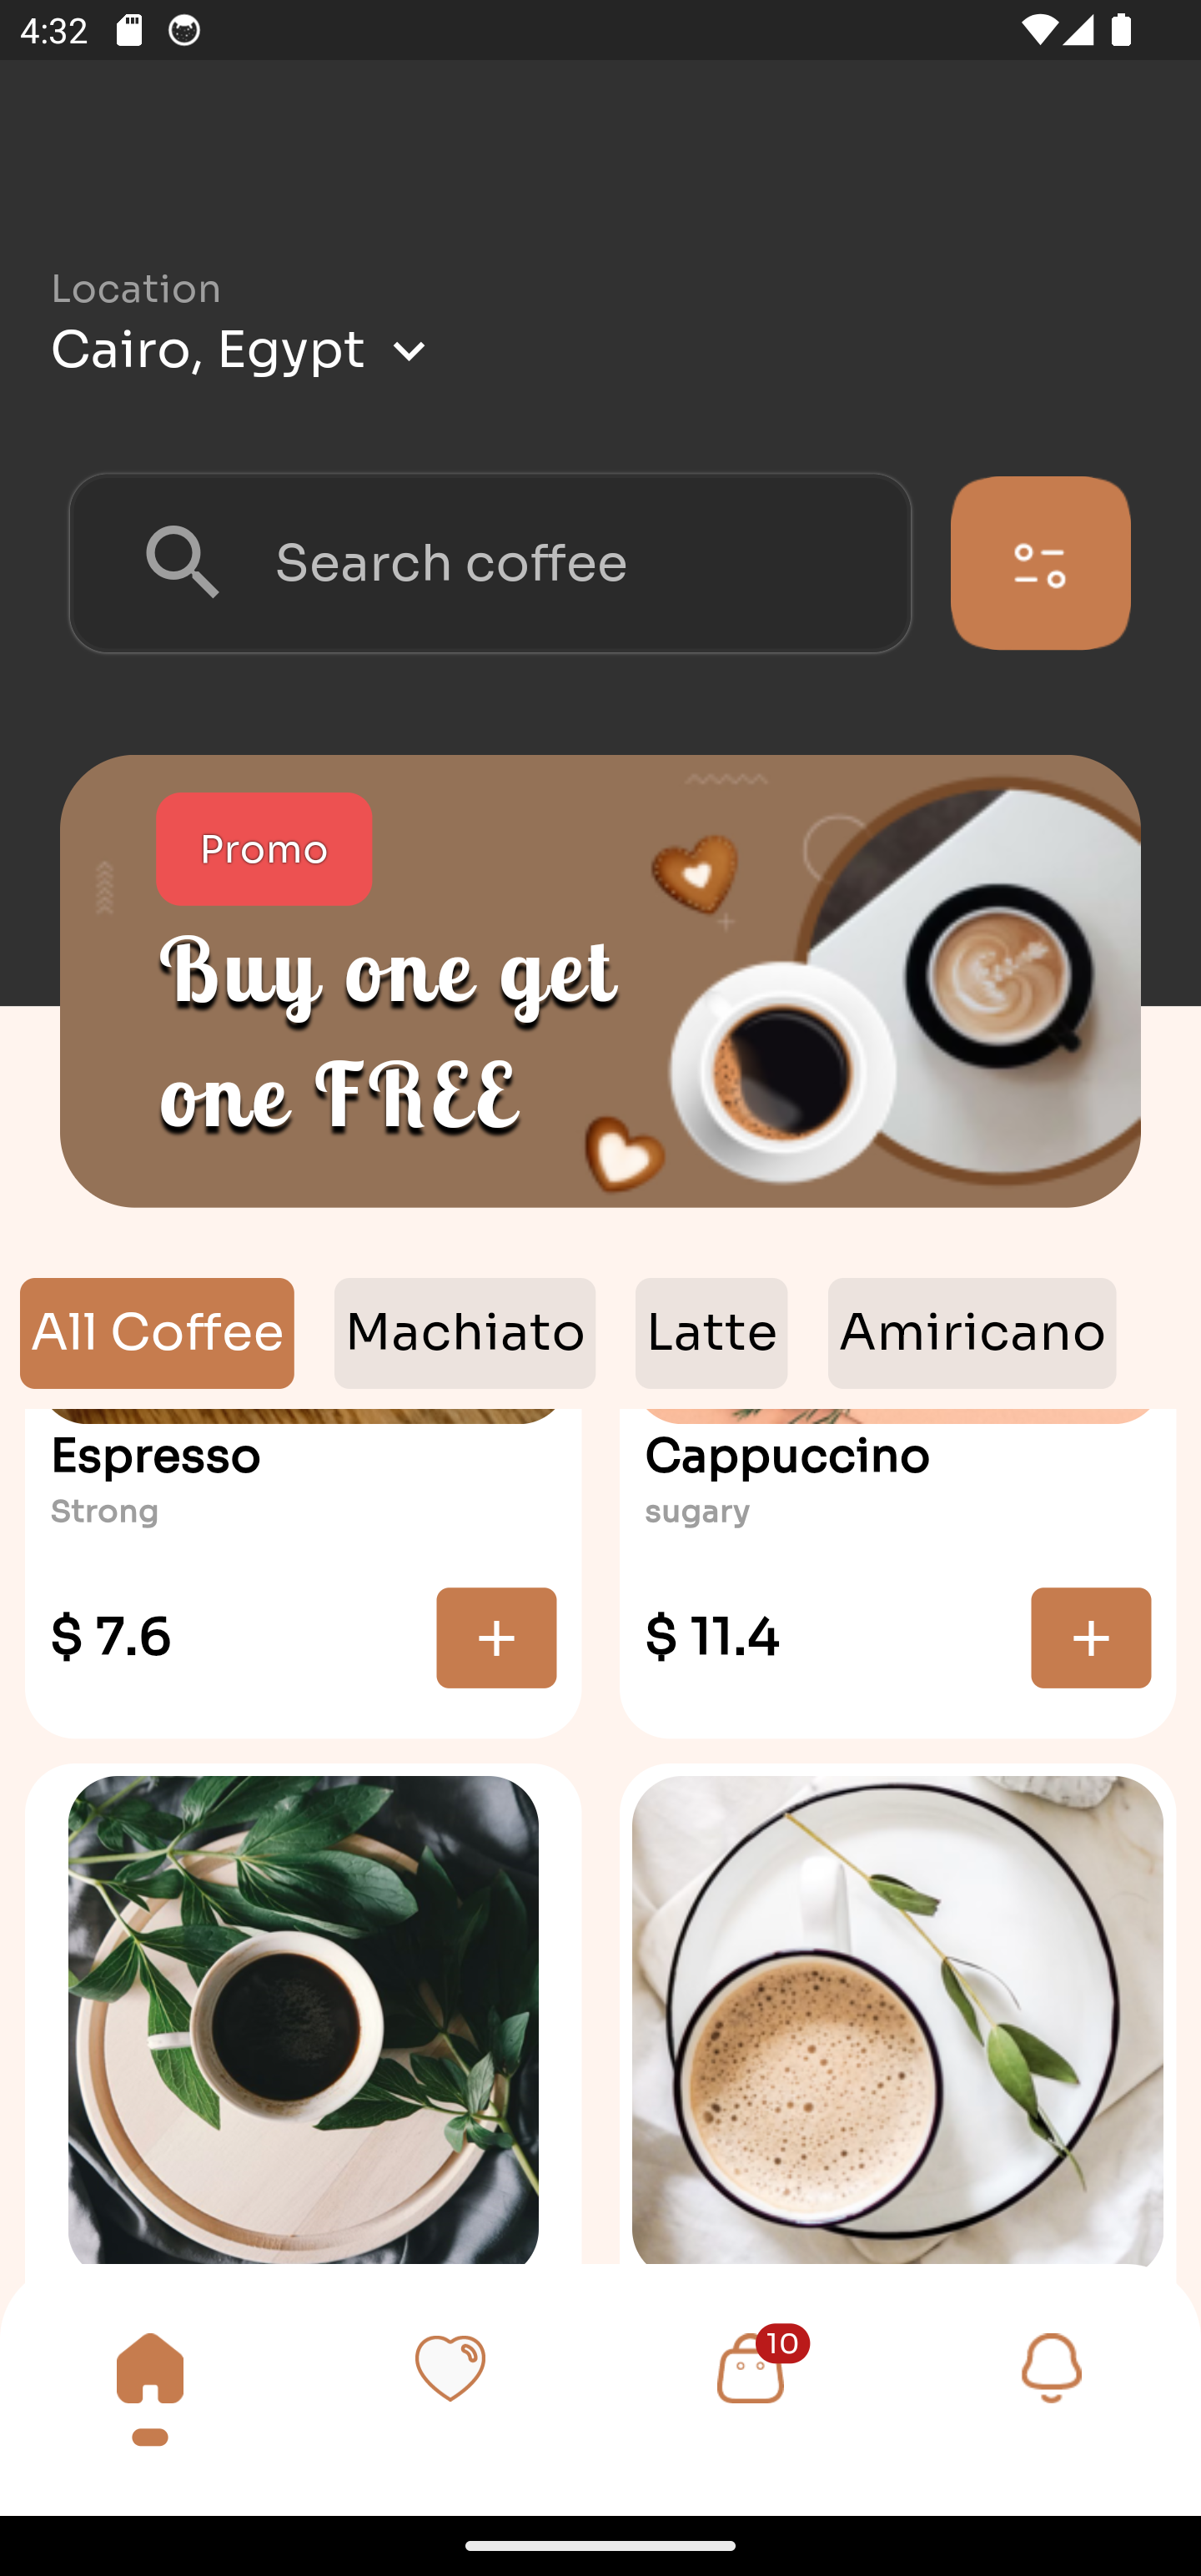 4:32
Location
Cairo, Egypt
Search coffee
Promo
Buy one get
one FREE
All Coffee Machiato Latte Amiricano
Espresso Cappuccino
Strong sugary
$ 7.6 + $ 11.4 +
10